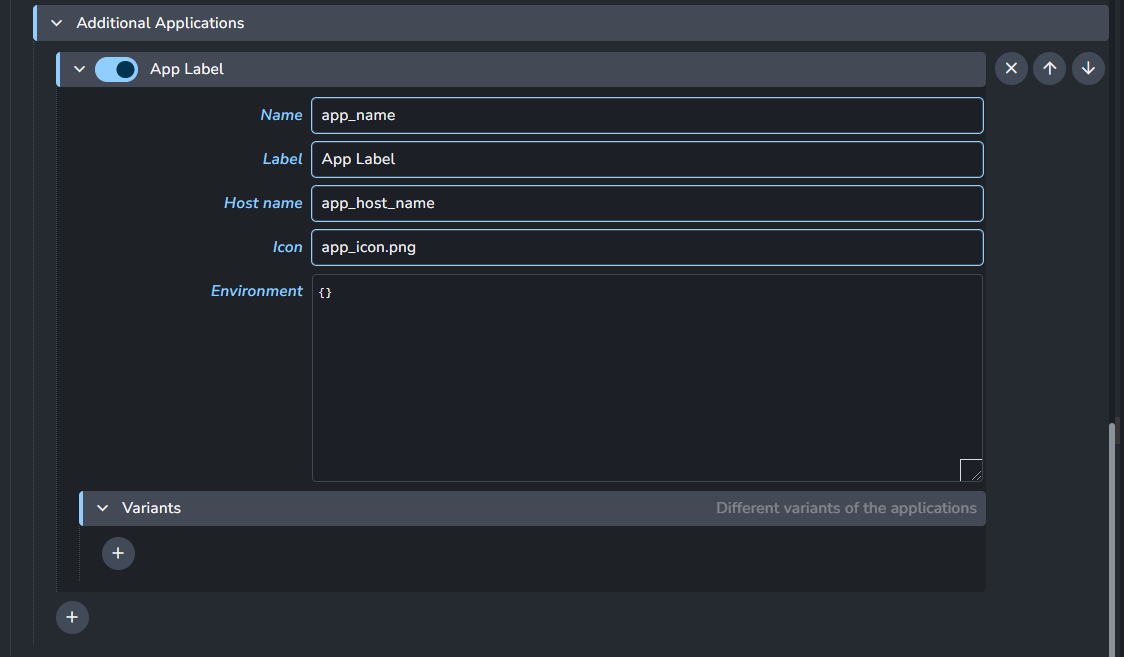 Additional Applications
App Label
Name app_name
Label App Label
Host name app_host_name
Icon app_icon.png
Environment {}
Variants Different variants of the applications